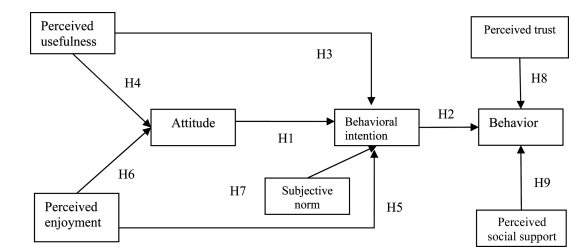 Perceived
usefulness
Perceived trust
H3
H4
H8
Attitude
H1
Behavioral
intention
H2
Behavior
H6
H7
Subjective
norm
H5
H9
Perceived
enjoyment
Perceived
social support